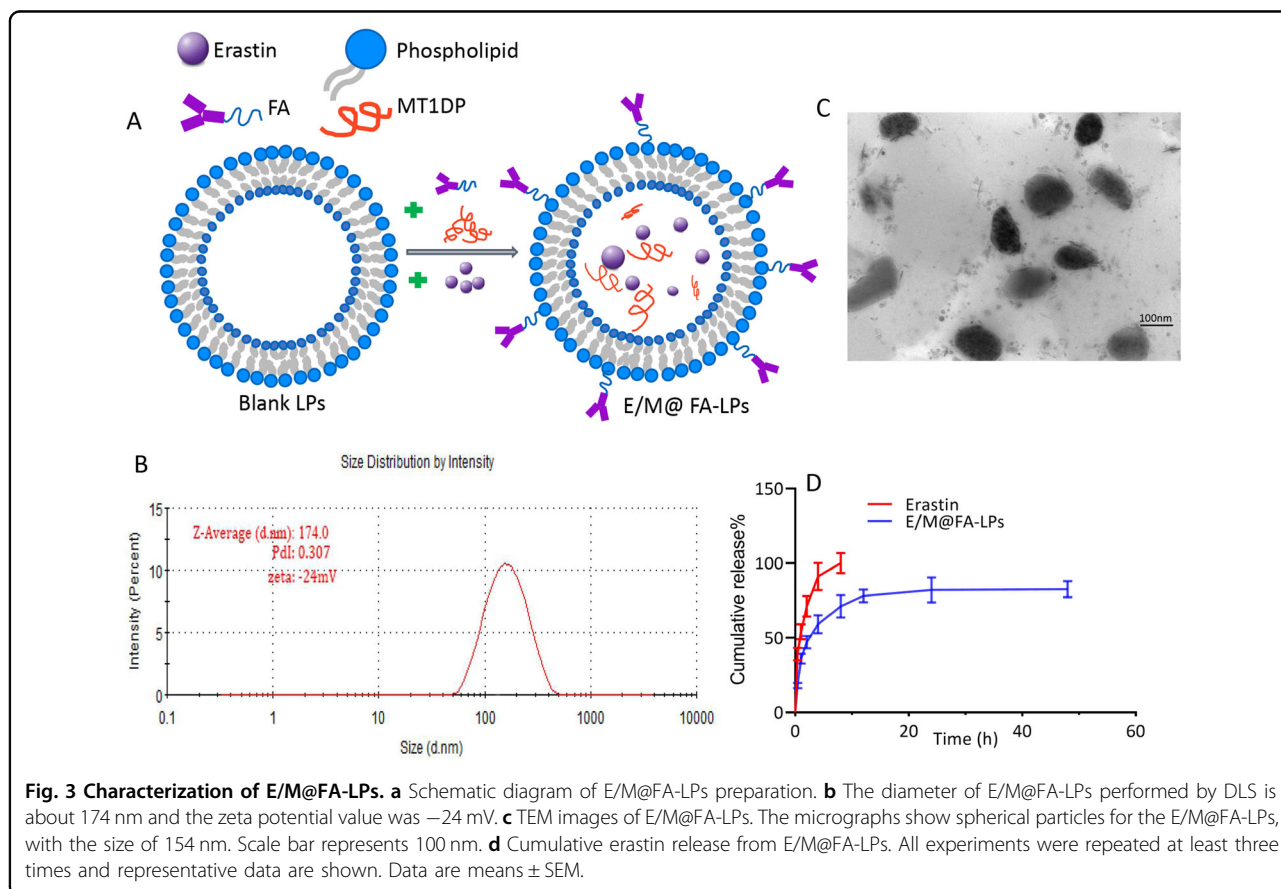 Erastin
Phospholipid
FA
MT1DP
A
Blank LPs
E/M@ FA-LPs
C
100nm
B
Size Distribution by Intensity
Z-Average (d.nm): 174.0
PdI: 0.307
zeta: -24mV
Intensity (Percent)
15
10
5
0
0.1 1 10 100 1000 10000
Size (d.nm)
D
Erastin
E/M@FA-LPs
Cumulative release%
150
100
50
0
0 20 40 60
Time (h)
Fig. 3 Characterization of E/M@FA-LPs. a Schematic diagram of E/M@FA-LPs preparation. b The diameter of E/M@FA-LPs performed by DLS is
about 174 nm and the zeta potential value was −24 mV. c TEM images of E/M@FA-LPs. The micrographs show spherical particles for the E/M@FA-LPs,
with the size of 154 nm. Scale bar represents 100 nm. d Cumulative erastin release from E/M@FA-LPs. All experiments were repeated at least three
times and representative data are shown. Data are means ± SEM.